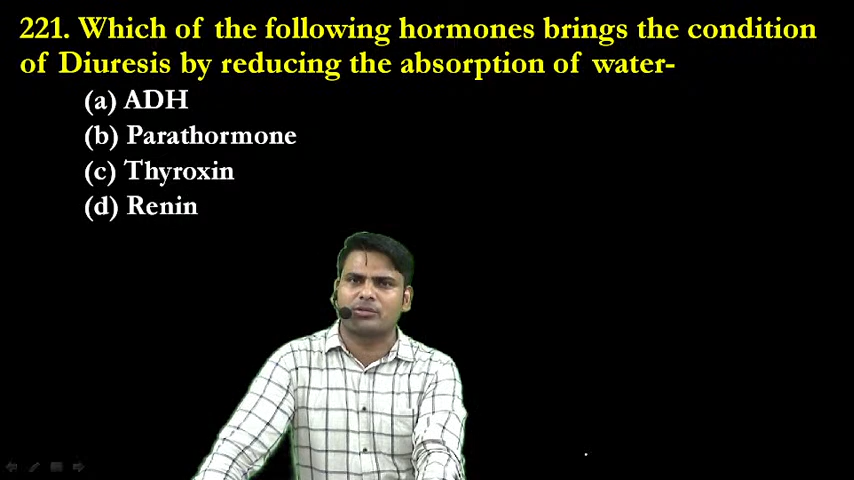 221. Which of the following hormones brings the condition
of Diuresis by reducing the absorption of water-
(a) ADH
(b) Parathormone
(c) Thyroxin
(d) Renin